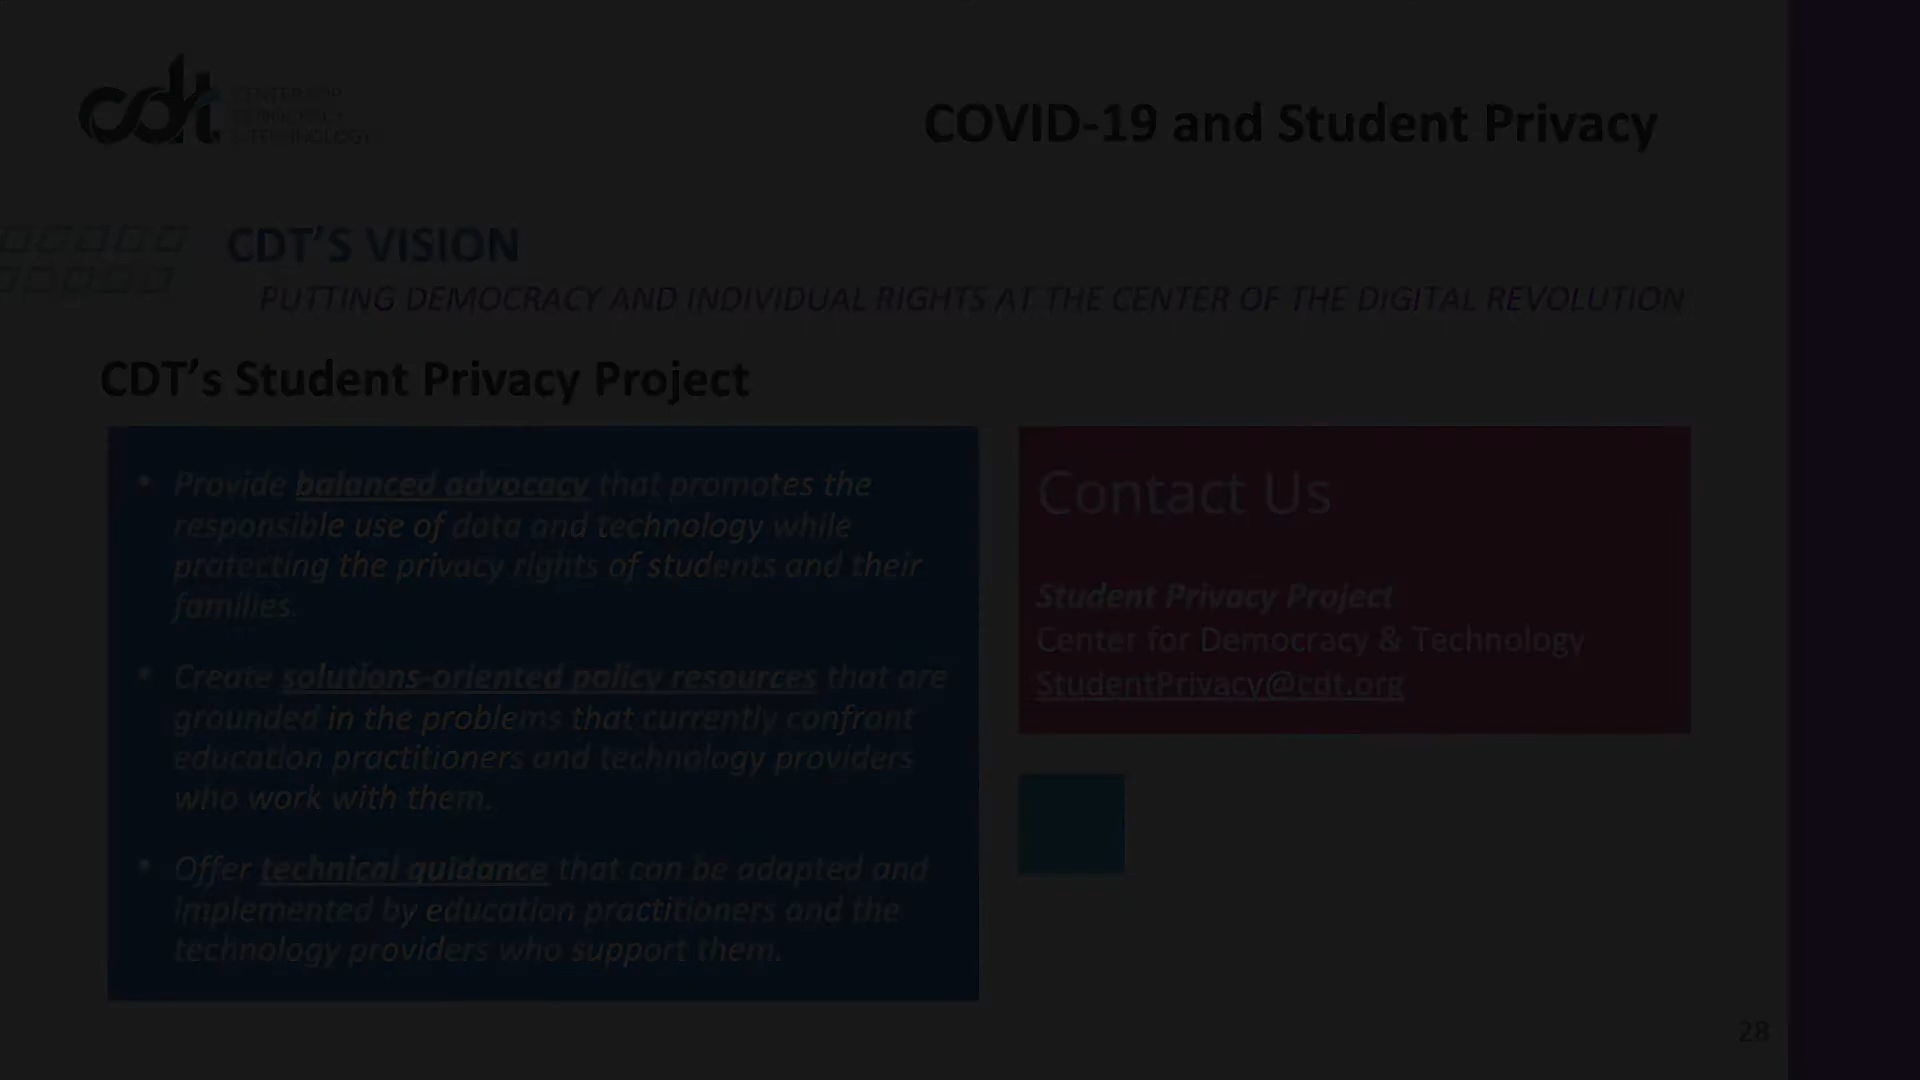 cdt CENTER FOR
DEMOCRACY
& TECHNOLOGY
COVID-19 and Student Privacy
CDT’S VISION
PUTTING DEMOCRACY AND INDIVIDUAL RIGHTS AT THE CENTER OF THE DIGITAL REVOLUTION
CDT’s Student Privacy Project
• Provide balanced advocacy that promotes the
responsible use of data and technology while
protecting the privacy rights of students and their
families.
• Create solutions-oriented policy resources that are
grounded in the problems that currently confront
education practitioners and technology providers
who work with them.
• Offer technical guidance that can be adapted and
implemented by education practitioners and the
technology providers who support them.
Contact Us
Student Privacy Project
Center for Democracy & Technology
StudentPrivacy@cdt.org
28